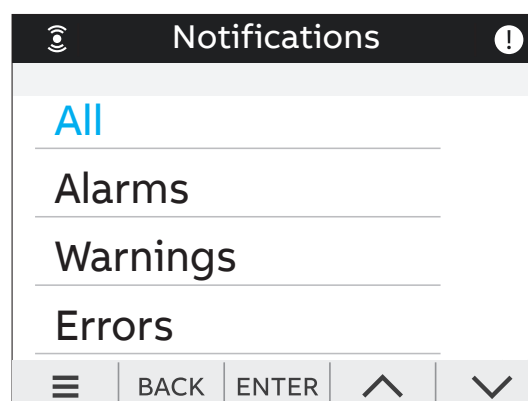 Notifications
All
Alarms
Warnings
Errors
BACK ENTER